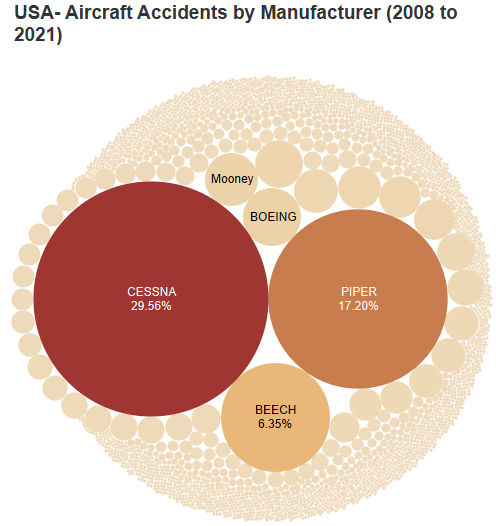 USA- Aircraft Accidents by Manufacturer (2008 to
2021)
Mooney
BOEING
CESSNA
29.56%
PIPER
17.20%
BEECH
6.35%